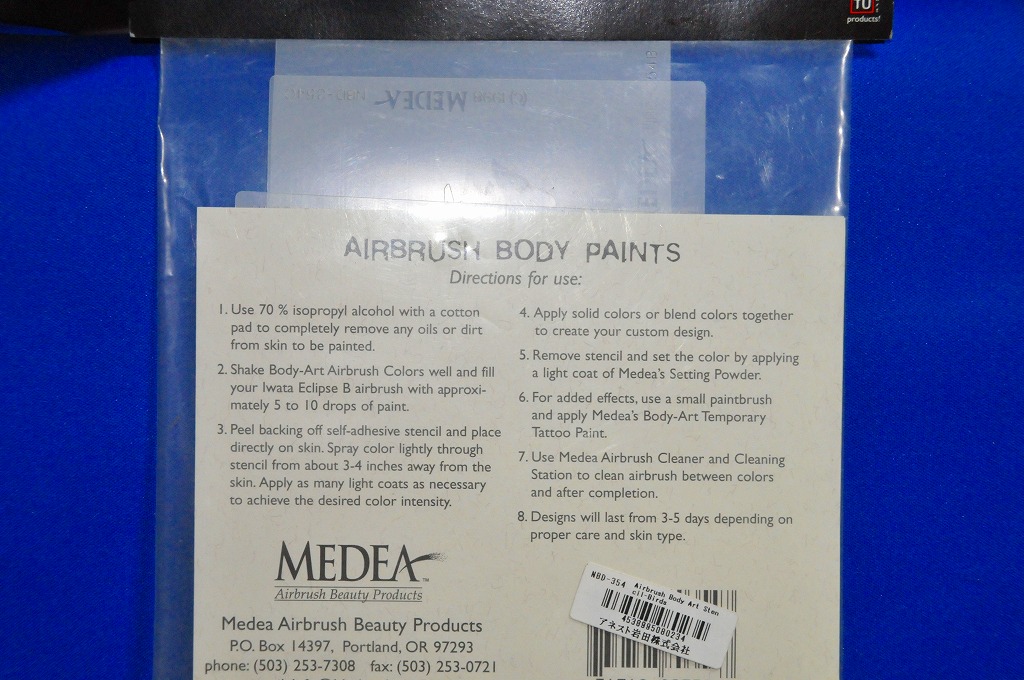 TU
products!
(c)1998 MEDEA
AIRBRUSH BODY PAINTS
Directions for use:
1. Use 70 % isopropyl alcohol with a cotton
pad to completely remove any oils or dirt
from skin to be painted.
2. Shake Body-Art Airbrush Colors well and fill
your Iwata Eclipse B airbrush with approxi-
mately 5 to 10 drops of paint.
3. Peel backing off self-adhesive stencil and place
directly on skin. Spray color lightly through
stencil from about 3-4 inches away from the
skin. Apply as many light coats as necessary
to achieve the desired color intensity.
4. Apply solid colors or blend colors together
to create your custom design.
5. Remove stencil and set the color by applying
a light coat of Medea's Setting Powder.
6. For added effects, use a small paintbrush
and apply Medea's Body-Art Temporary
Tattoo Paint.
7. Use Medea Airbrush Cleaner and Cleaning
Station to clean airbrush between colors
and after completion.
8. Designs will last from 3-5 days depending on
proper care and skin type.
MEDEA™
Airbrush Beauty Products
Medea Airbrush Beauty Products
P.O. Box 14397, Portland, OR 97293
phone: (503) 253-7308 fax: (503) 253-0721
NBD-354 Airbrush Body Art Sten
cil-Birds
4538995080234
アネスト岩田株式会社